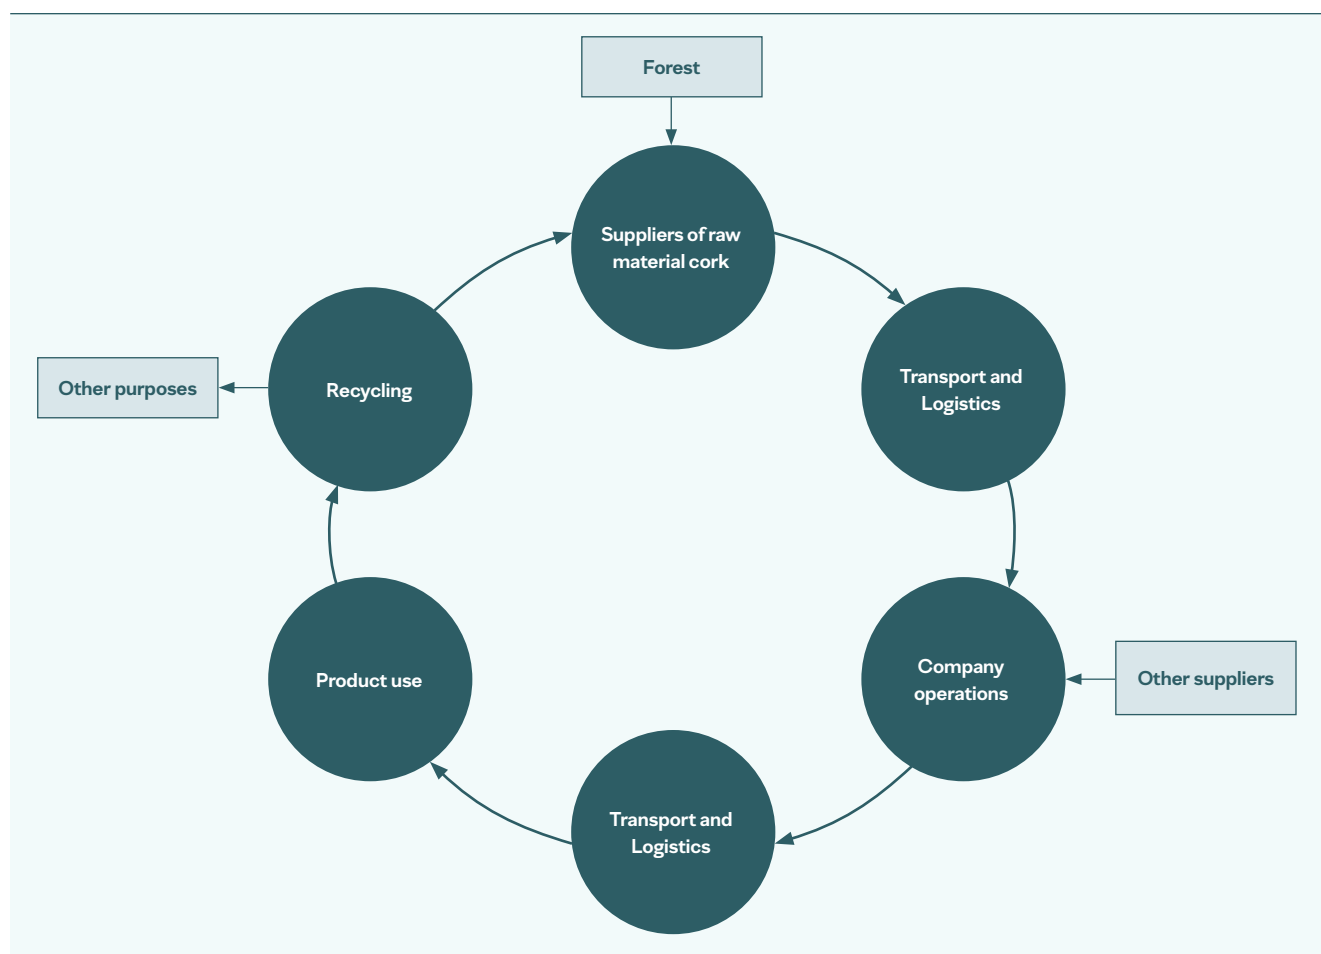 Forest
Suppliers of raw
material cork
Transport and
Logistics
Company
operations
Other suppliers
Transport and
Logistics
Product use
Recycling
Other purposes